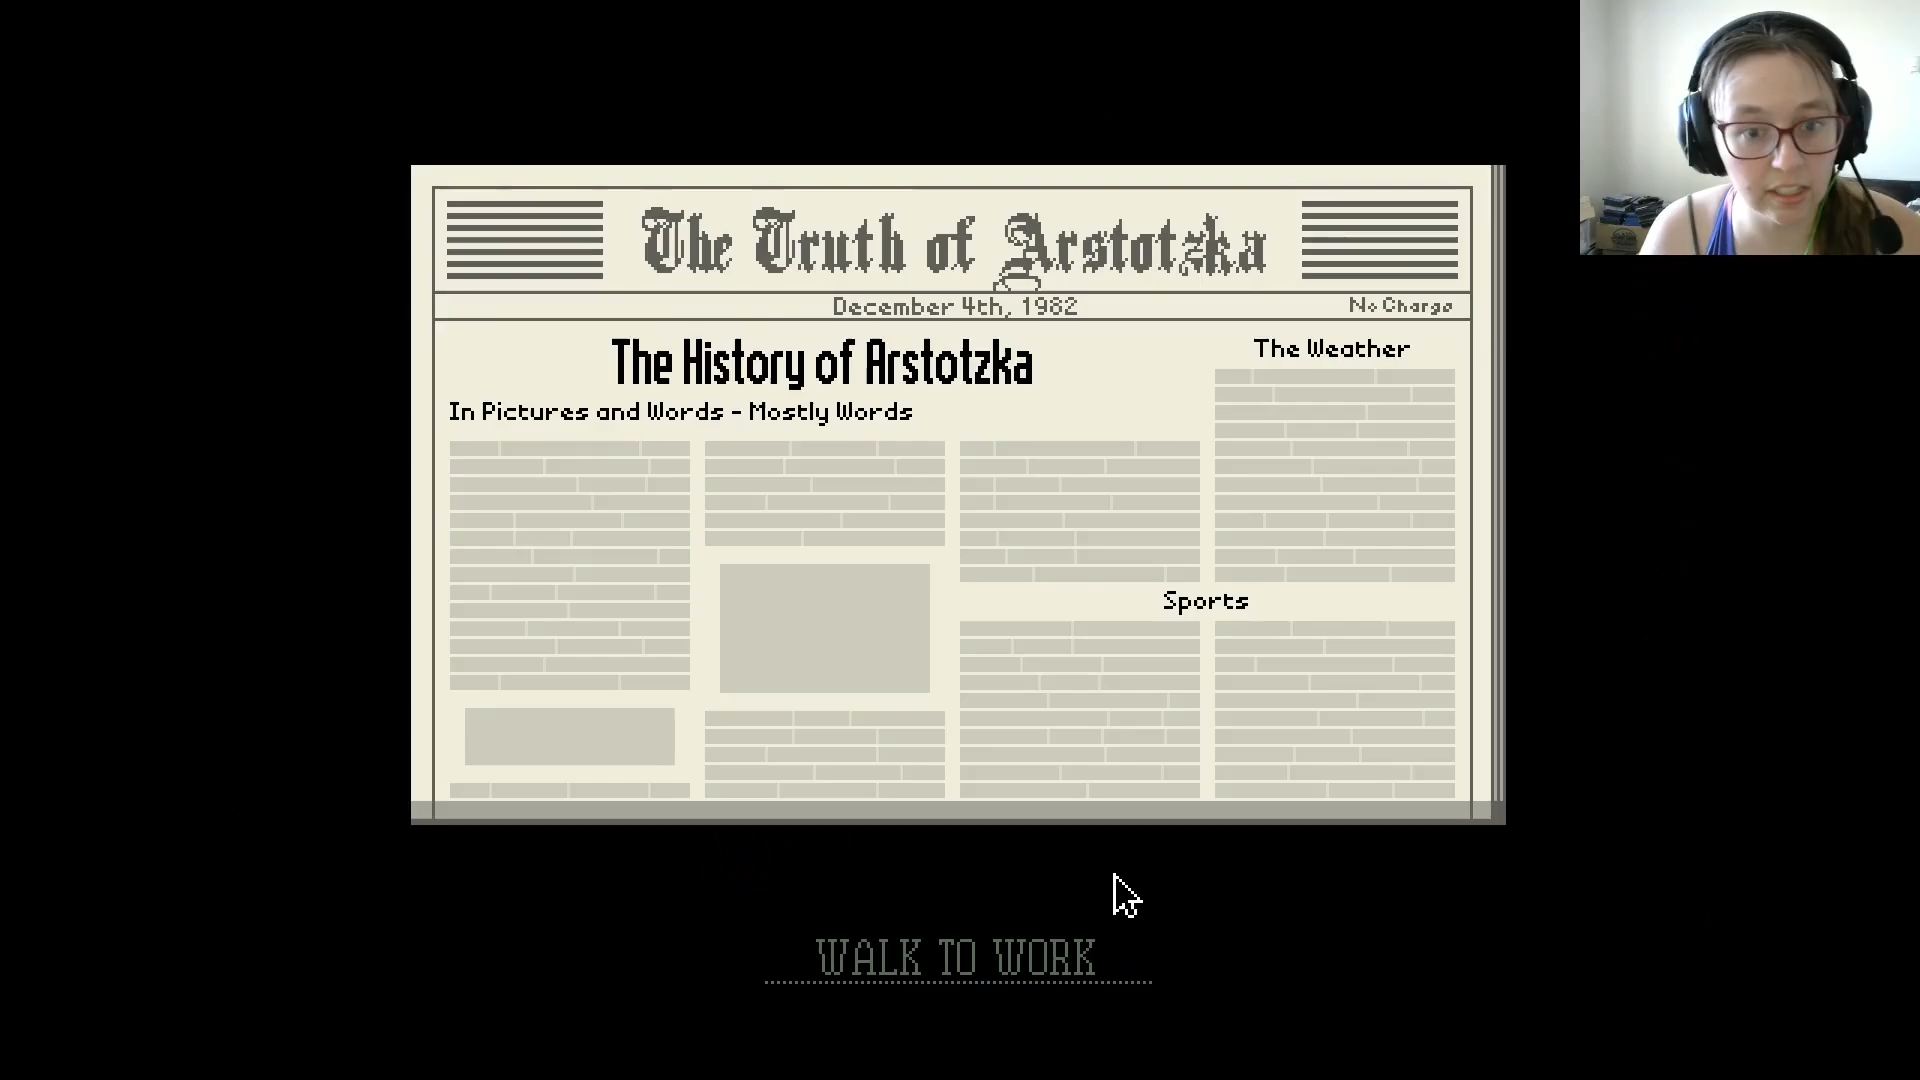 The Truth of Arstotzka
December 4th, 1982
No Charge
The History of Arstotzka
In Pictures and Words - Mostly Words
The Weather
Sports
WALK TO WORK